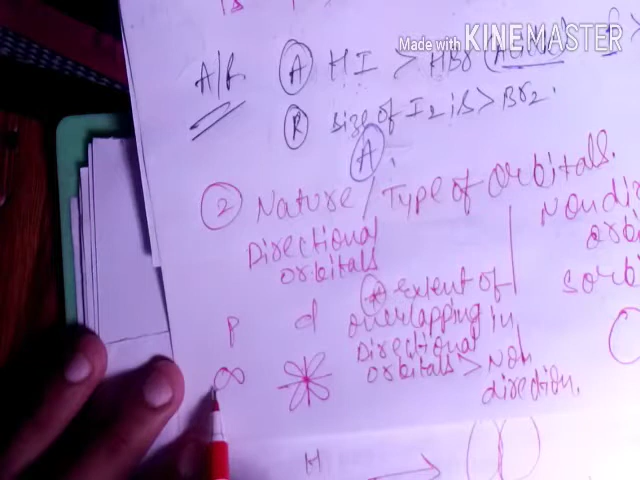 Made with KINEMASTER
A/R (A) HI > HBr
(R) size of I2 is > Br2.
(A)
(2) Nature / Type of orbitals.
Directional orbitals
Non di
orb
s orbi
p d
* Extent of overlapping in Directional orbitals > Non direction.
H